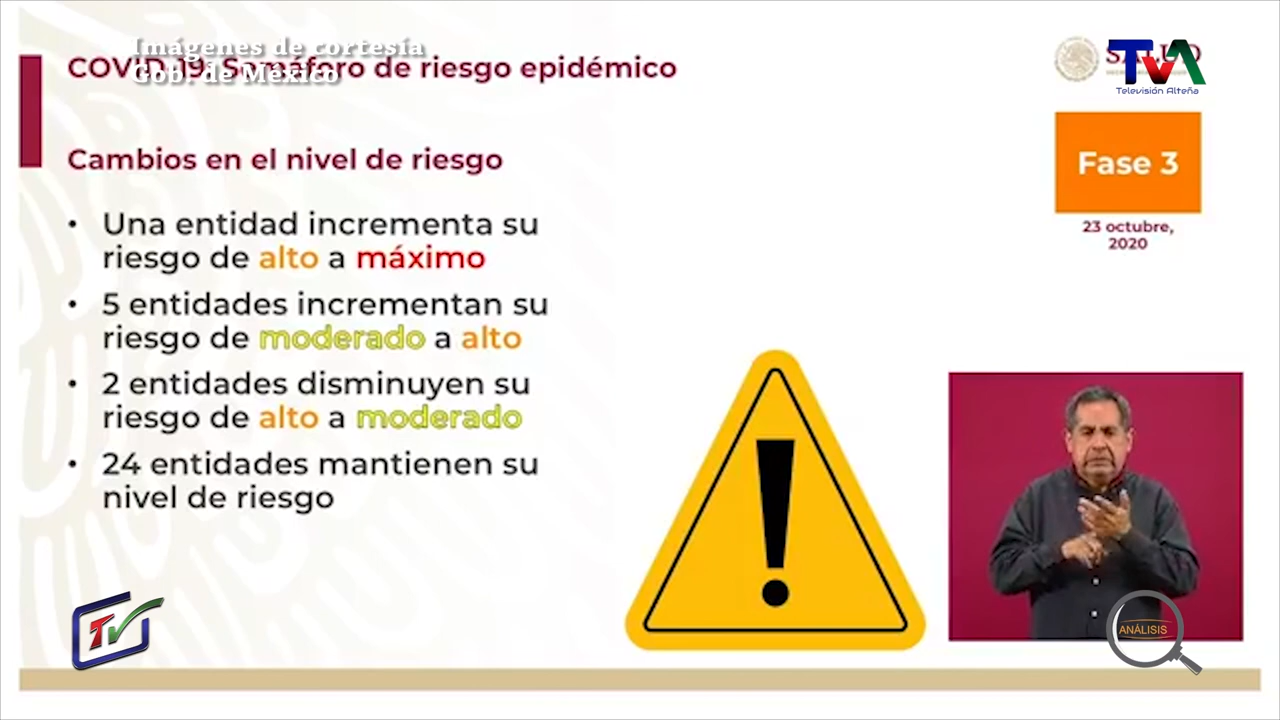 Imágenes de cortesía
Gob. de México
COVID-19: Semáforo de riesgo epidémico
TVA
Televisión Alteña
Fase 3
23 octubre,
2020
Cambios en el nivel de riesgo
• Una entidad incrementa su
riesgo de alto a máximo
• 5 entidades incrementan su
riesgo de moderado a alto
• 2 entidades disminuyen su
riesgo de alto a moderado
• 24 entidades mantienen su
nivel de riesgo
TV
ANÁLISIS